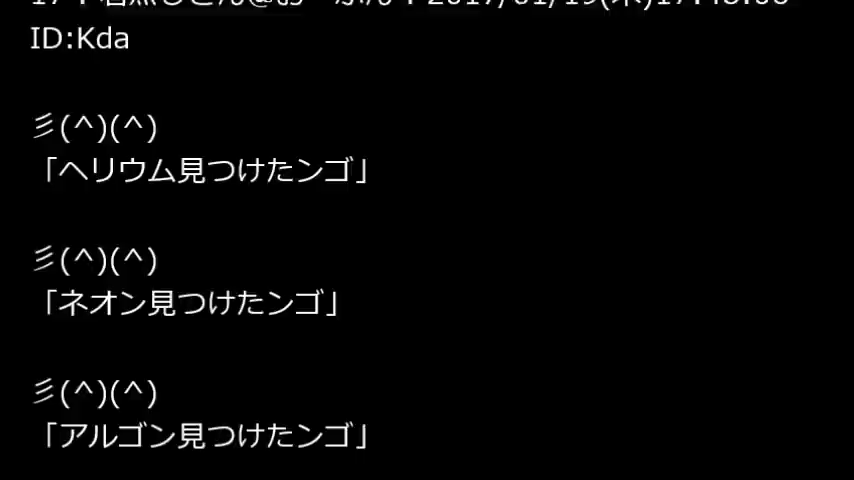 ID:Kda
彡(^)(^)
「ヘリウム見つけたンゴ」
彡(^)(^)
「ネオン見つけたンゴ」
彡(^)(^)
「アルゴン見つけたンゴ」